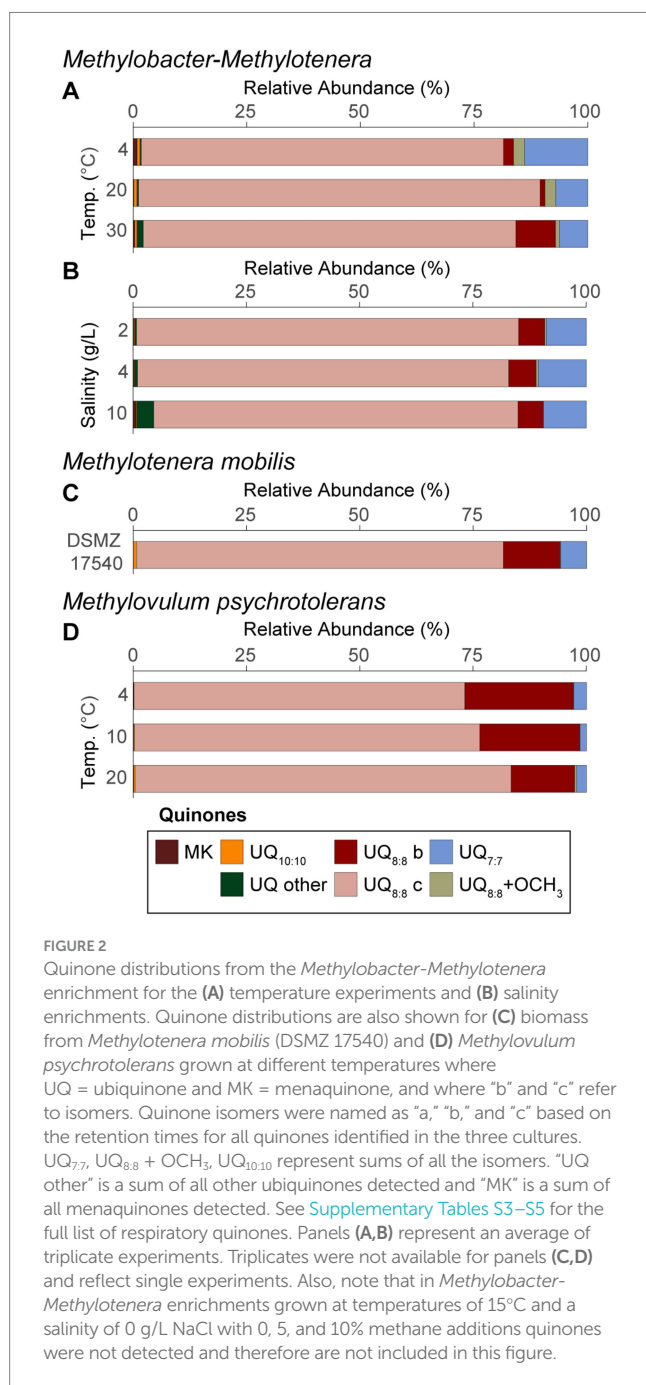 Methylobacter-Methylotenera
A
Relative Abundance (%)
0 25 50 75 100
Temp. (°C)
4
20
30
B
0 25 50 75 100
Salinity (g/L)
2
4
10
Methylotenera mobilis
C
Relative Abundance (%)
0 25 50 75 100
DSMZ
17540
Methylovulum psychrotolerans
D
Relative Abundance (%)
0 25 50 75 100
Temp. (°C)
4
10
20
Quinones
MK UQ10:10 UQ8:8 b UQ7:7
UQ other UQ8:8 c UQ8:8+OCH3
FIGURE 2
Quinone distributions from the Methylobacter-Methylotenera
enrichment for the (A) temperature experiments and (B) salinity
enrichments. Quinone distributions are also shown for (C) biomass
from Methylotenera mobilis (DSMZ 17540) and (D) Methylovulum
psychrotolerans grown at different temperatures where
UQ = ubiquinone and MK = menaquinone, and where “b” and “c” refer
to isomers. Quinone isomers were named as “a,” “b,” and “c” based on
the retention times for all quinones identified in the three cultures.
UQ7:7, UQ8:8 + OCH3, UQ10:10 represent sums of all the isomers. “UQ
other” is a sum of all other ubiquinones detected and “MK” is a sum of
all menaquinones detected. See Supplementary Tables S3–S5 for the
full list of respiratory quinones. Panels (A,B) represent an average of
triplicate experiments. Triplicates were not available for panels (C,D)
and reflect single experiments. Also, note that in Methylobacter-
Methylotenera enrichments grown at temperatures of 15°C and a
salinity of 0 g/L NaCl with 0, 5, and 10% methane additions quinones
were not detected and therefore are not included in this figure.